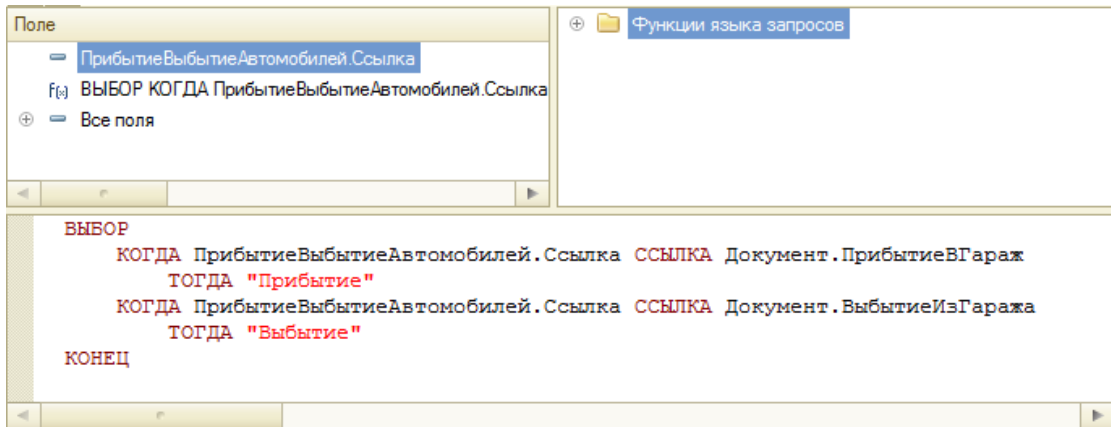 Поле
ПрибытиеВыбытиеАвтомобилей.Ссылка
ВЫБОР КОГДА ПрибытиеВыбытиеАвтомобилей.Ссылка
Все поля
Функции языка запросов
ВЫБОР
КОГДА ПрибытиеВыбытиеАвтомобилей.Ссылка ССЫЛКА Документ.ПрибытиеВГараж
ТОГДА "Прибытие"
КОГДА ПрибытиеВыбытиеАвтомобилей.Ссылка ССЫЛКА Документ.ВыбытиеИзГаража
ТОГДА "Выбытие"
КОНЕЦ